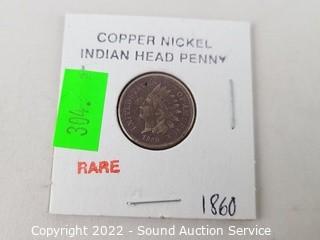 COPPER NICKEL
INDIAN HEAD PENNY
304.
RARE
1860
Copyright 2022 - Sound Auction Service